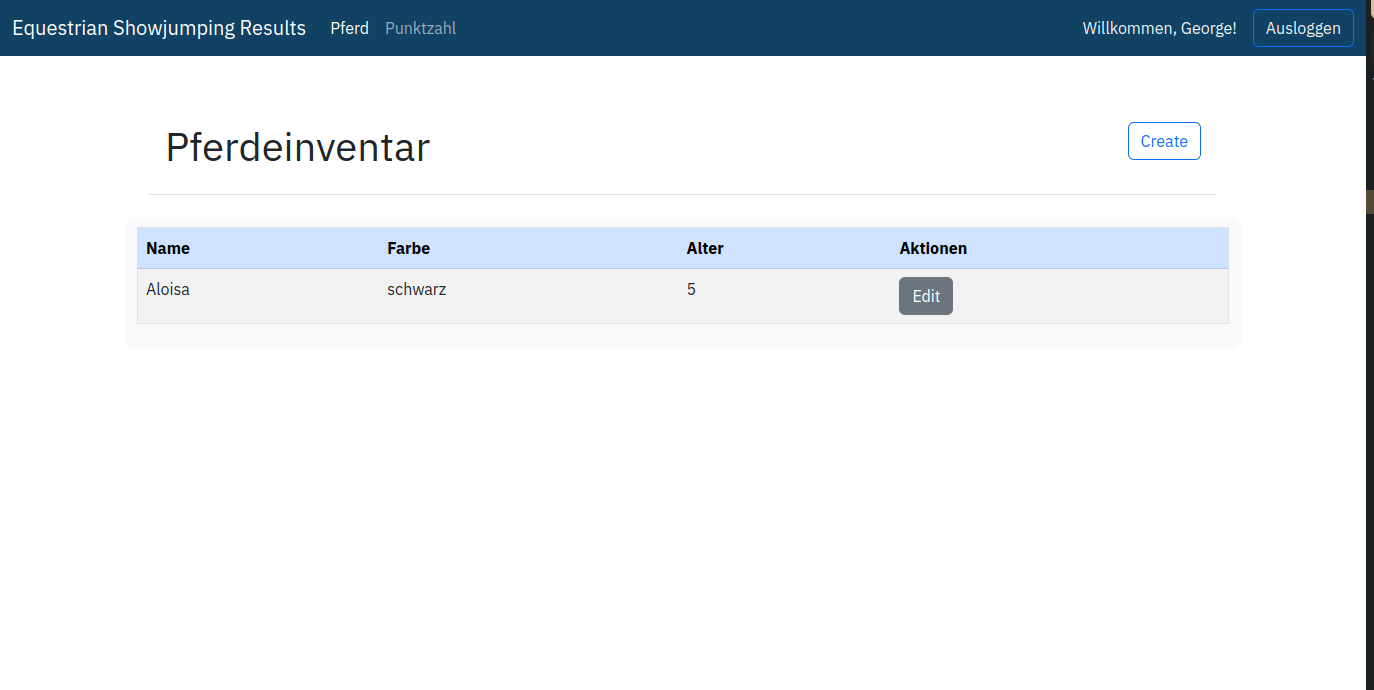 Equestrian Showjumping Results Pferd Punktzahl Willkommen, George! Ausloggen
Pferdeinventar Create
Name Farbe Alter Aktionen
Aloisa schwarz 5 Edit